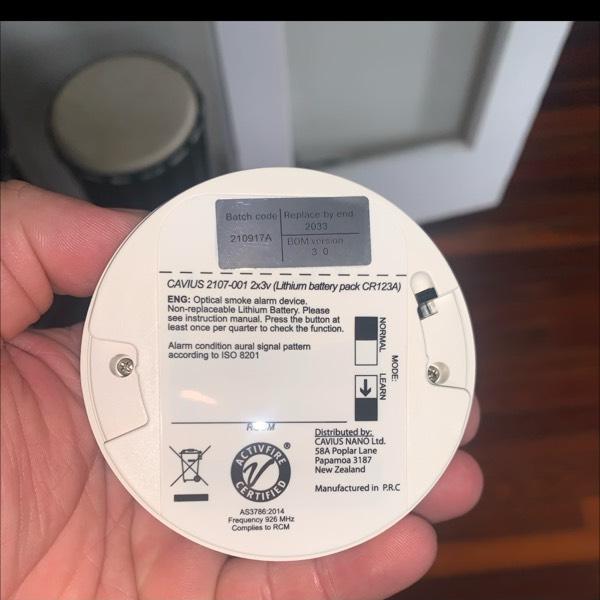 Batch code
210917A
Replace by end
2033
BOM version
3 0
CAVIUS 2107-001 2x3v (Lithium battery pack CR123A)
ENG: Optical smoke alarm device.
Non-replaceable Lithium Battery. Please
see instruction manual. Press the button at
least once per quarter to check the function.
Alarm condition aural signal pattern
according to ISO 8201
NORMAL
MODE:
LEARN
ACTIVFIRE
CERTIFIED
®
AS3786:2014
Frequency 926 MHz
Complies to RCM
Distributed by:
CAVIUS NANO Ltd.
58A Poplar Lane
Papamoa 3187
New Zealand
Manufactured in P.R.C